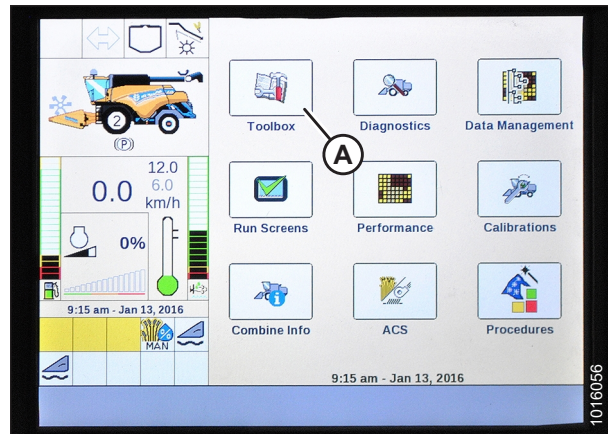 Toolbox
Diagnostics
Data Management
A
2
(P)
12.0
0.0
6.0
km/h
0%
Run Screens
Performance
Calibrations
9:15 am - Jan 13, 2016
MAN
Combine Info
ACS
Procedures
9:15 am - Jan 13, 2016
1016056